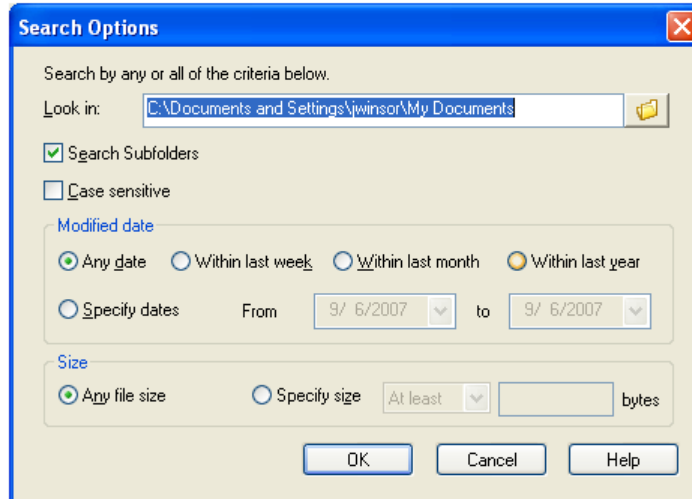 Search Options
Search by any or all of the criteria below.
Look in: C:\Documents and Settings\jwinsor\My Documents
Search Subfolders
Case sensitive
Modified date
Any date Within last week Within last month Within last year
Specify dates From 9/ 6/2007 to 9/ 6/2007
Size
Any file size Specify size At least bytes
OK Cancel Help